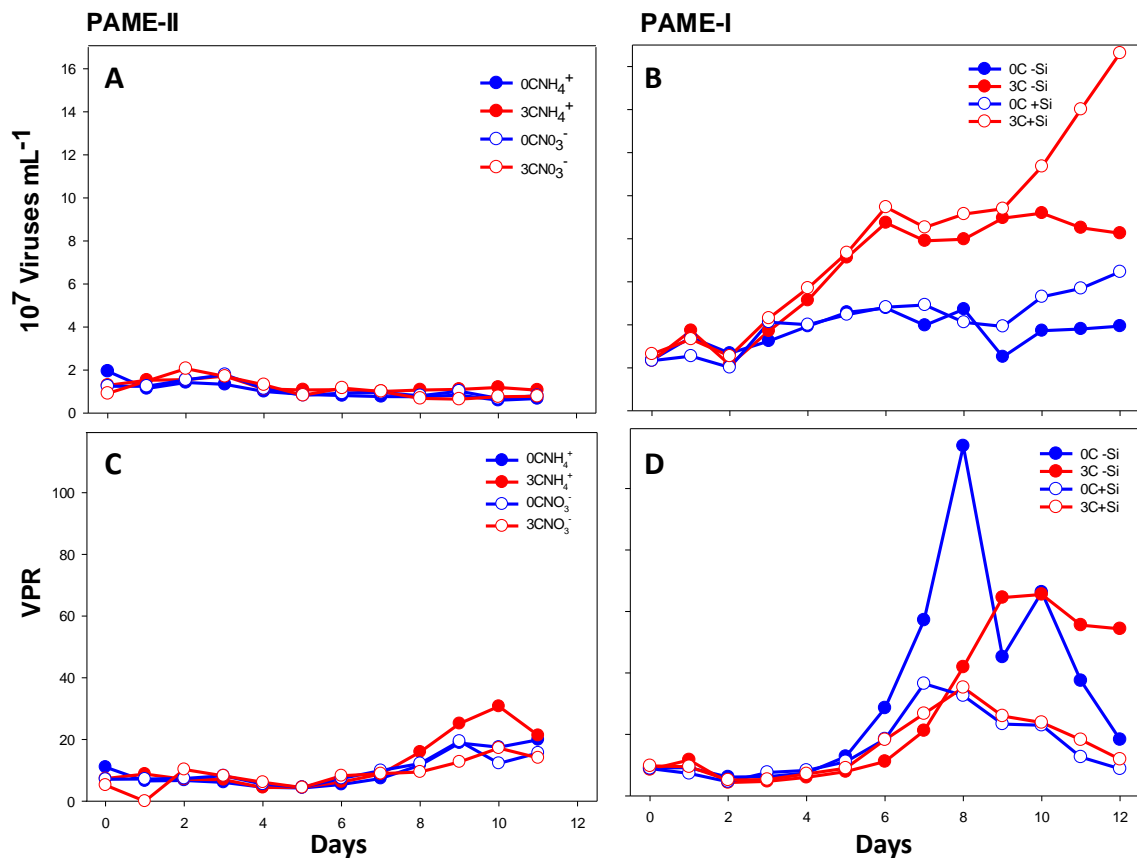 PAME-II
PAME-I
A
0CNH₄⁺
3CNH₄⁺
0CN0₃⁻
3CN0₃⁻
16
14
12
10
8
6
4
2
0
10⁷ Viruses mL⁻¹
B
0C -Si
3C -Si
0C +Si
3C+Si
C
0CNH₄⁺
3CNH₄⁺
0CNO₃⁻
3CNO₃⁻
100
80
60
40
20
0
VPR
0 2 4 6 8 10 12
Days
D
0C -Si
3C -Si
0C+Si
3C+Si
0 2 4 6 8 10 12
Days